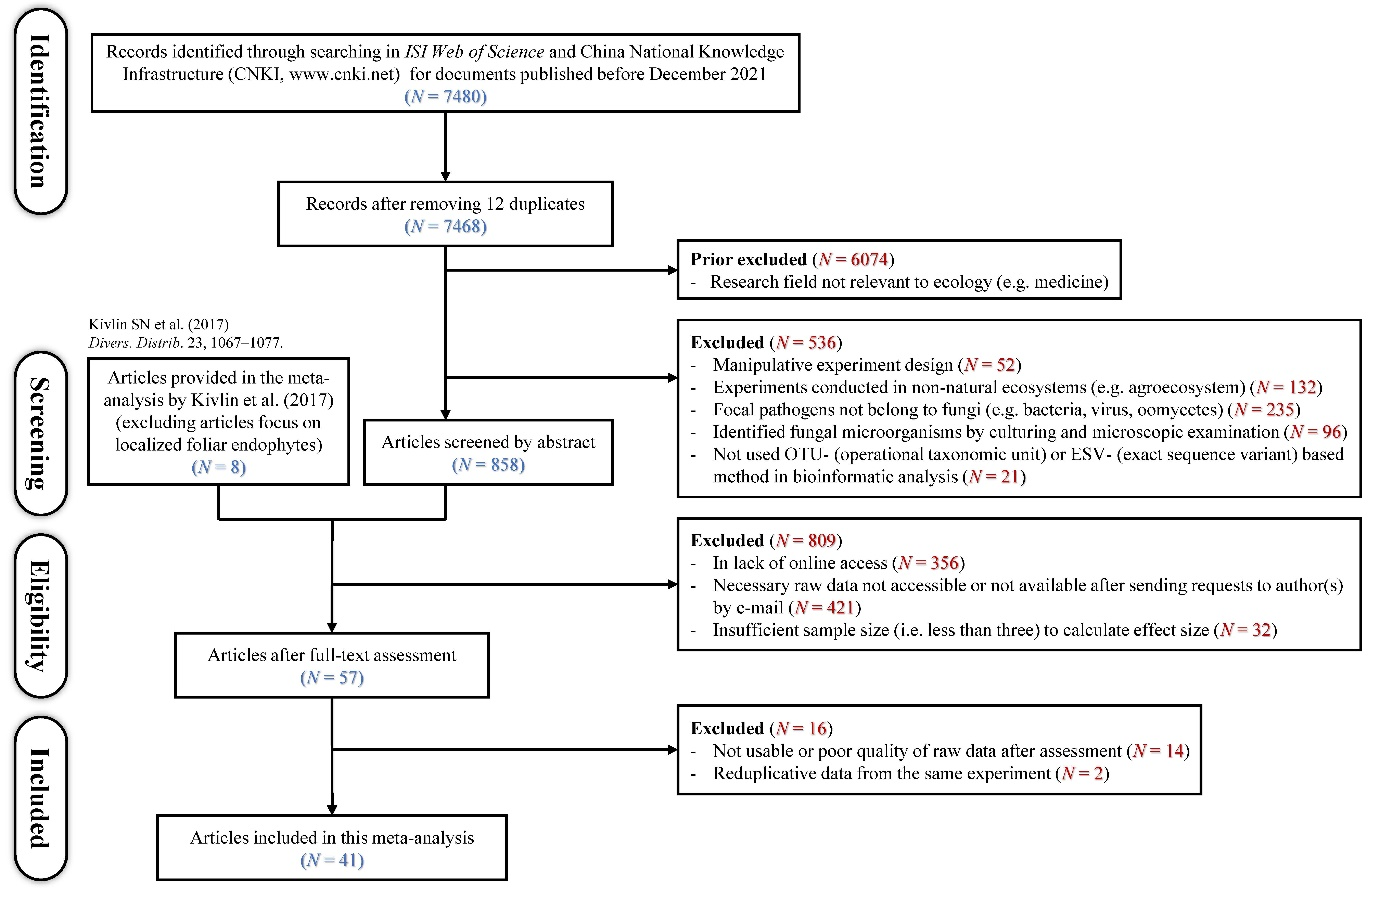 Identification
Records identified through searching in ISI Web of Science and China National Knowledge
Infrastructure (CNKI, www.cnki.net) for documents published before December 2021
(N = 7480)
Records after removing 12 duplicates
(N = 7468)
Prior excluded (N = 6074)
- Research field not relevant to ecology (e.g. medicine)
Screening
Kivlin SN et al. (2017)
Divers. Distrib. 23, 1067–1077.
Articles provided in the meta-
analysis by Kivlin et al. (2017)
(excluding articles focus on
localized foliar endophytes)
(N = 8)
Articles screened by abstract
(N = 858)
Excluded (N = 536)
- Manipulative experiment design (N = 52)
- Experiments conducted in non-natural ecosystems (e.g. agroecosystem) (N = 132)
- Focal pathogens not belong to fungi (e.g. bacteria, virus, oomycetes) (N = 235)
- Identified fungal microorganisms by culturing and microscopic examination (N = 96)
- Not used OTU- (operational taxonomic unit) or ESV- (exact sequence variant) based
method in bioinformatic analysis (N = 21)
Eligibility
Excluded (N = 809)
- In lack of online access (N = 356)
- Necessary raw data not accessible or not available after sending requests to author(s)
by e-mail (N = 421)
- Insufficient sample size (i.e. less than three) to calculate effect size (N = 32)
Articles after full-text assessment
(N = 57)
Included
Excluded (N = 16)
- Not usable or poor quality of raw data after assessment (N = 14)
- Reduplicative data from the same experiment (N = 2)
Articles included in this meta-analysis
(N = 41)